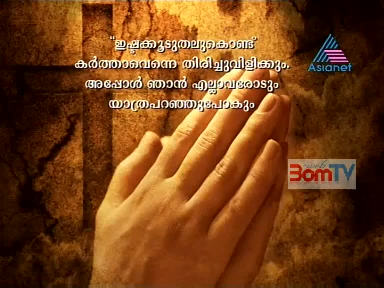 "ഇഷ്ടക്കൂടുതലുകൊണ്ട്
കർത്താവെന്നെ തിരിച്ചുവിളിക്കും.
അപ്പോൾ ഞാൻ എല്ലാവരോടും
യാത്രപറഞ്ഞുപോകും
Asianet
BOMTV